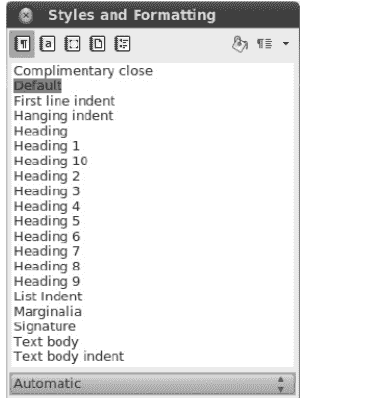 Styles and Formatting
Complimentary close
Default
First line indent
Hanging indent
Heading
Heading 1
Heading 10
Heading 2
Heading 3
Heading 4
Heading 5
Heading 6
Heading 7
Heading 8
Heading 9
List Indent
Marginalia
Signature
Text body
Text body indent
Automatic